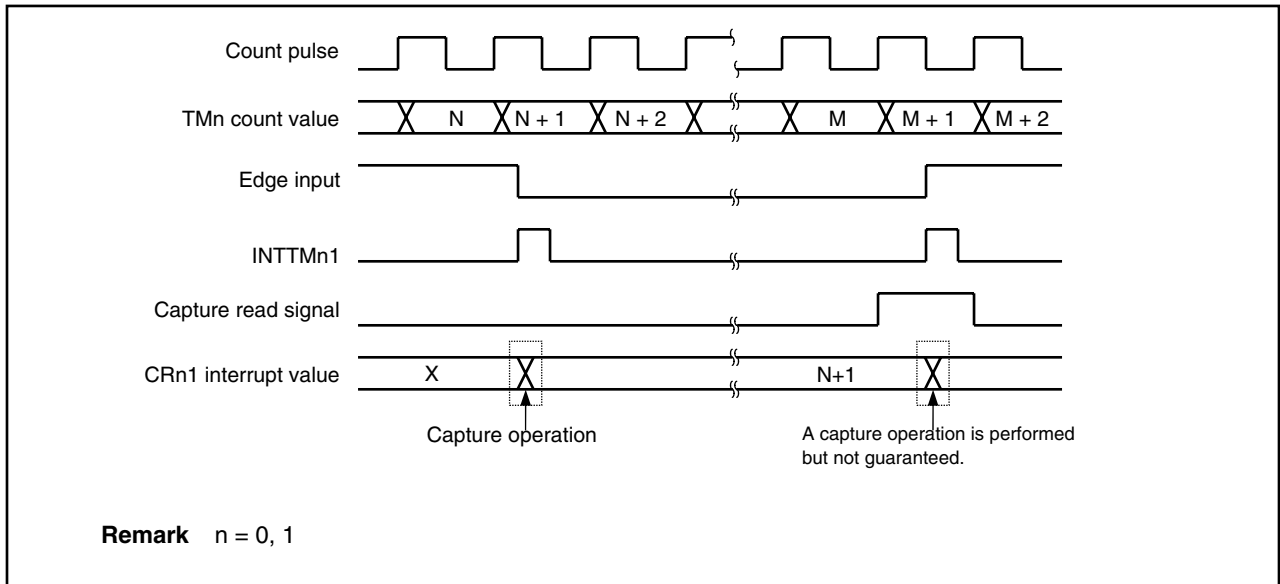 Count pulse
TMn count value
N
N + 1
N + 2
M
M + 1
M + 2
Edge input
INTTMn1
Capture read signal
CRn1 interrupt value
X
N+1
Capture operation
A capture operation is performed
but not guaranteed.
Remark n = 0, 1